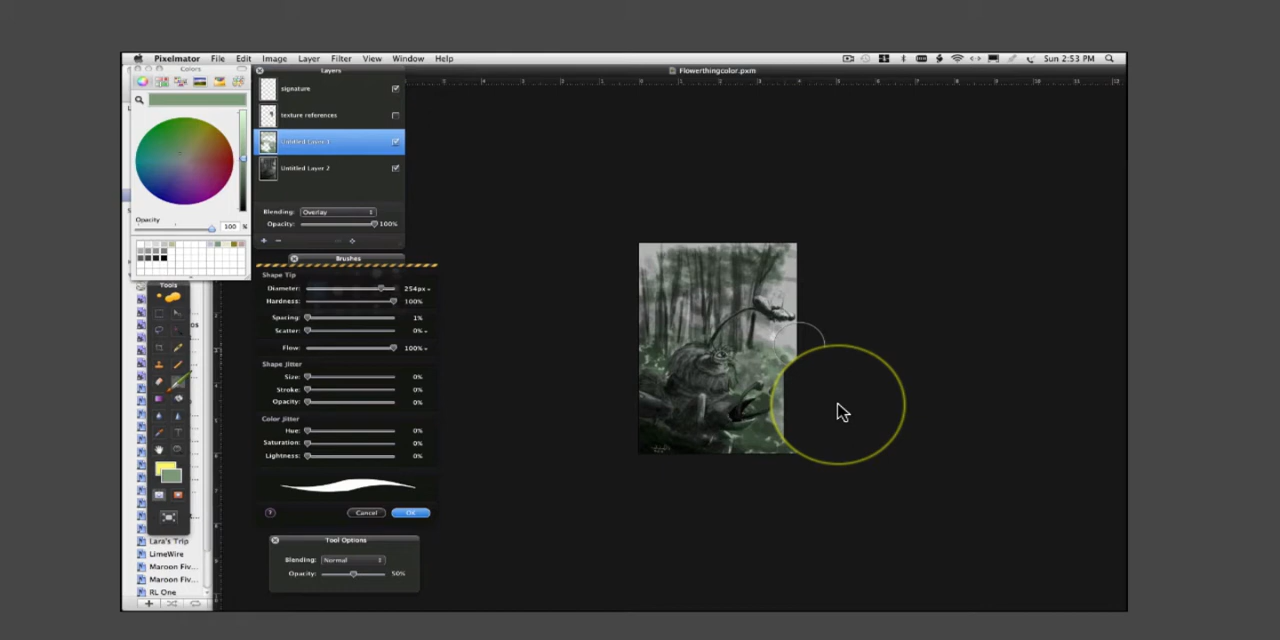 Pixelmator File Edit Image Layer Filter View Window Help Sun 2:53 PM
Colors
Layers
Flowerthingcolor.pxm
signature
texture references
Untitled Layer 1
Untitled Layer 2
Blending: Overlay
Opacity: 100%
Opacity
100 %
Brushes
Shape Tip
Diameter: 254px
Hardness: 100%
Spacing: 1%
Scatter: 0%
Flow: 100%
Shape Jitter
Size: 0%
Stroke: 0%
Opacity: 0%
Color Jitter
Hue: 0%
Saturation: 0%
Lightness: 0%
? Cancel OK
Tool Options
Blending: Normal
Opacity: 50%
Tools
Lara's Trip
LimeWire
Maroon Fiv...
Maroon Fiv...
RL One